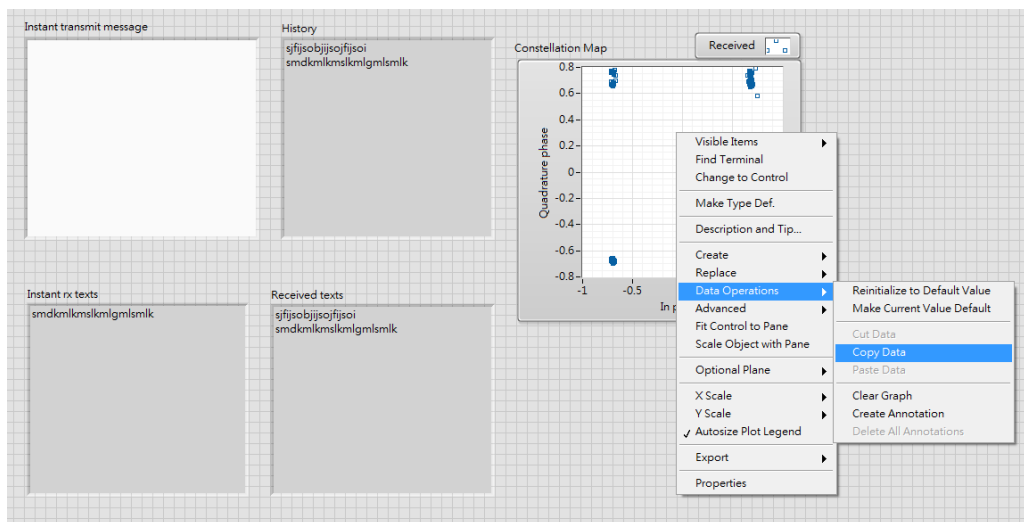 Instant transmit message
History
sjfijsobjijsojfijsoi
smdkmlkmslkmlgmlsmlk
Constellation Map
Received
0.8
0.6
0.4
0.2
0
-0.2
-0.4
-0.6
-0.8
Quadrature phase
-1
-0.5
In p
Visible Items
Find Terminal
Change to Control
Make Type Def.
Description and Tip...
Create
Replace
Data Operations
Advanced
Fit Control to Pane
Scale Object with Pane
Optional Plane
X Scale
Y Scale
Autosize Plot Legend
Export
Properties
Reinitialize to Default Value
Make Current Value Default
Cut Data
Copy Data
Paste Data
Clear Graph
Create Annotation
Delete All Annotations
Instant rx texts
smdkmlkmslkmlgmlsmlk
Received texts
sjfijsobjijsojfijsoi
smdkmlkmslkmlgmlsmlk